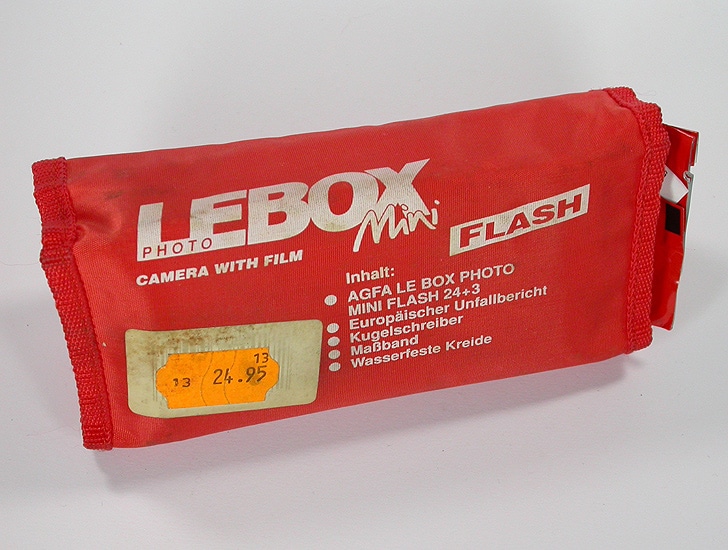 PHOTO LEBOX
Mini
FLASH
CAMERA WITH FILM
Inhalt:
AGFA LE BOX PHOTO
MINI FLASH 24+3
Europäischer Unfallbericht
Kugelschreiber
Maßband
Wasserfeste Kreide
13
13 24.95